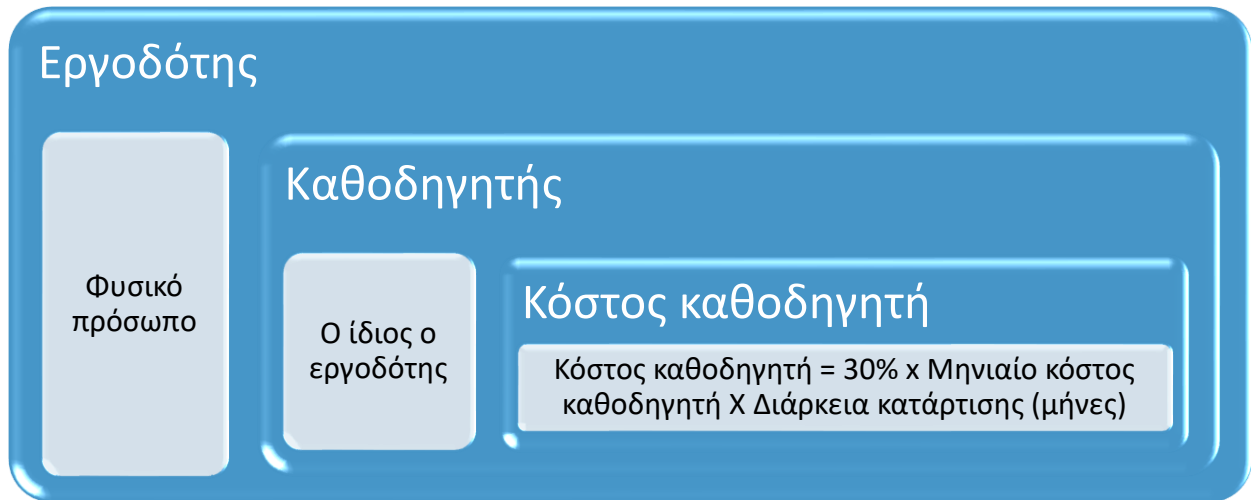 Εργοδότης
Φυσικό
πρόσωπο
Καθοδηγητής
Ο ίδιος ο
εργοδότης
Κόστος καθοδηγητή
Κόστος καθοδηγητή = 30% x Μηνιαίο κόστος
καθοδηγητή X Διάρκεια κατάρτισης (μήνες)